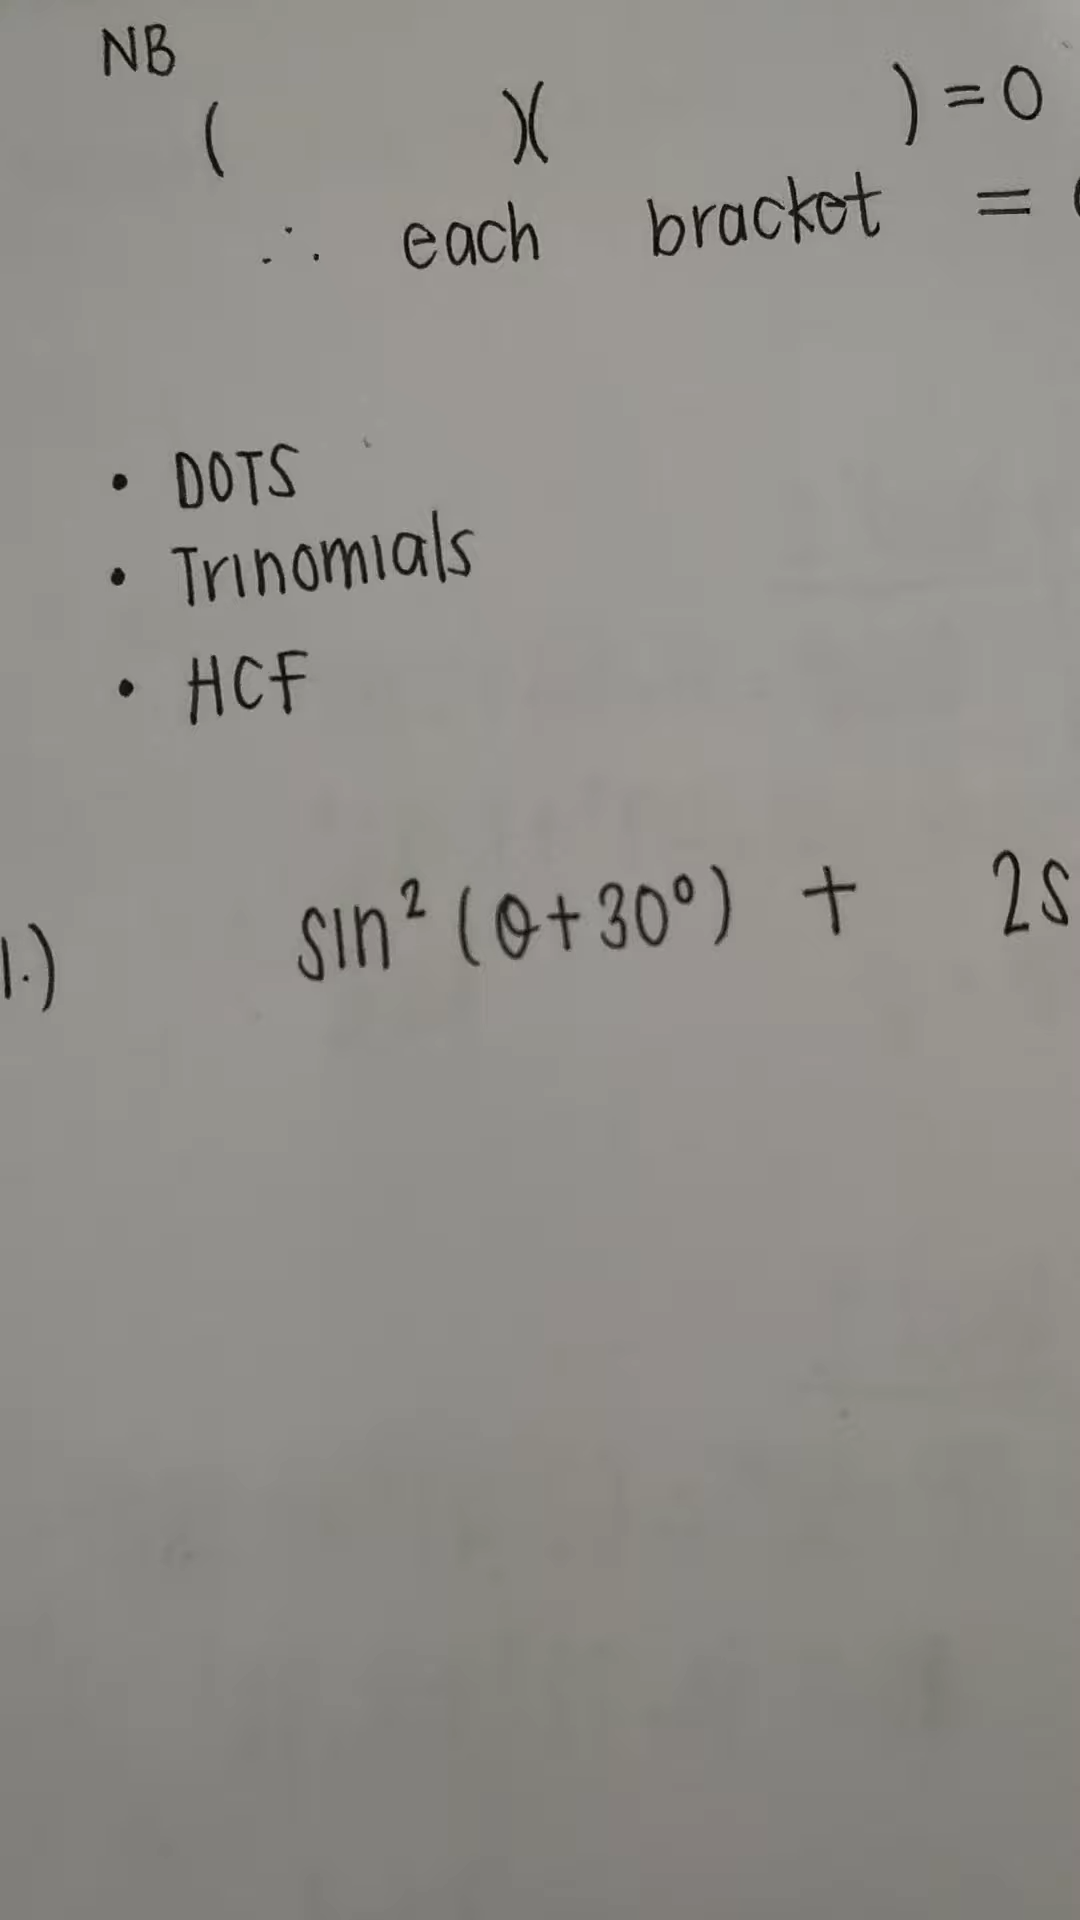 NB
( )( ) = 0
∴ each bracket =
• DOTS
• Trinomials
• HCF
1.) sin² (θ+30°) + 2s